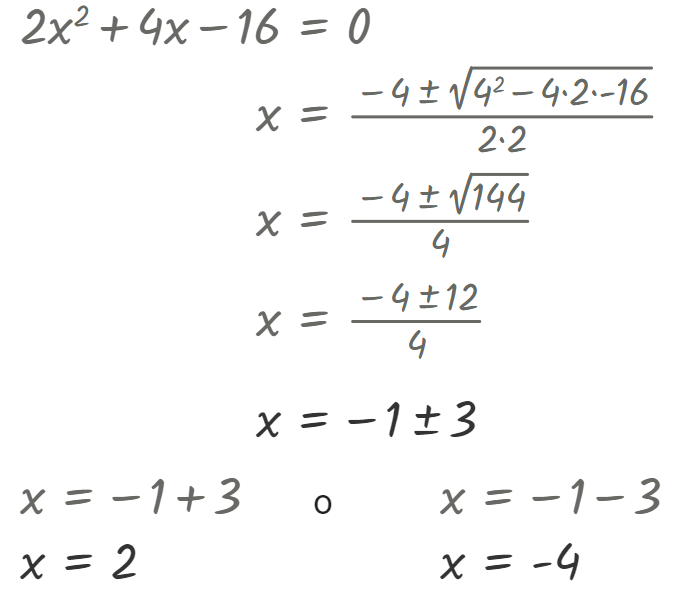 2x² + 4x − 16 = 0
x = (−4 ± √(4² − 4·2·-16)) / (2·2)
x = (−4 ± √144) / 4
x = (−4 ± 12) / 4
x = −1 ± 3
x = −1 + 3 o x = −1 − 3
x = 2 x = -4